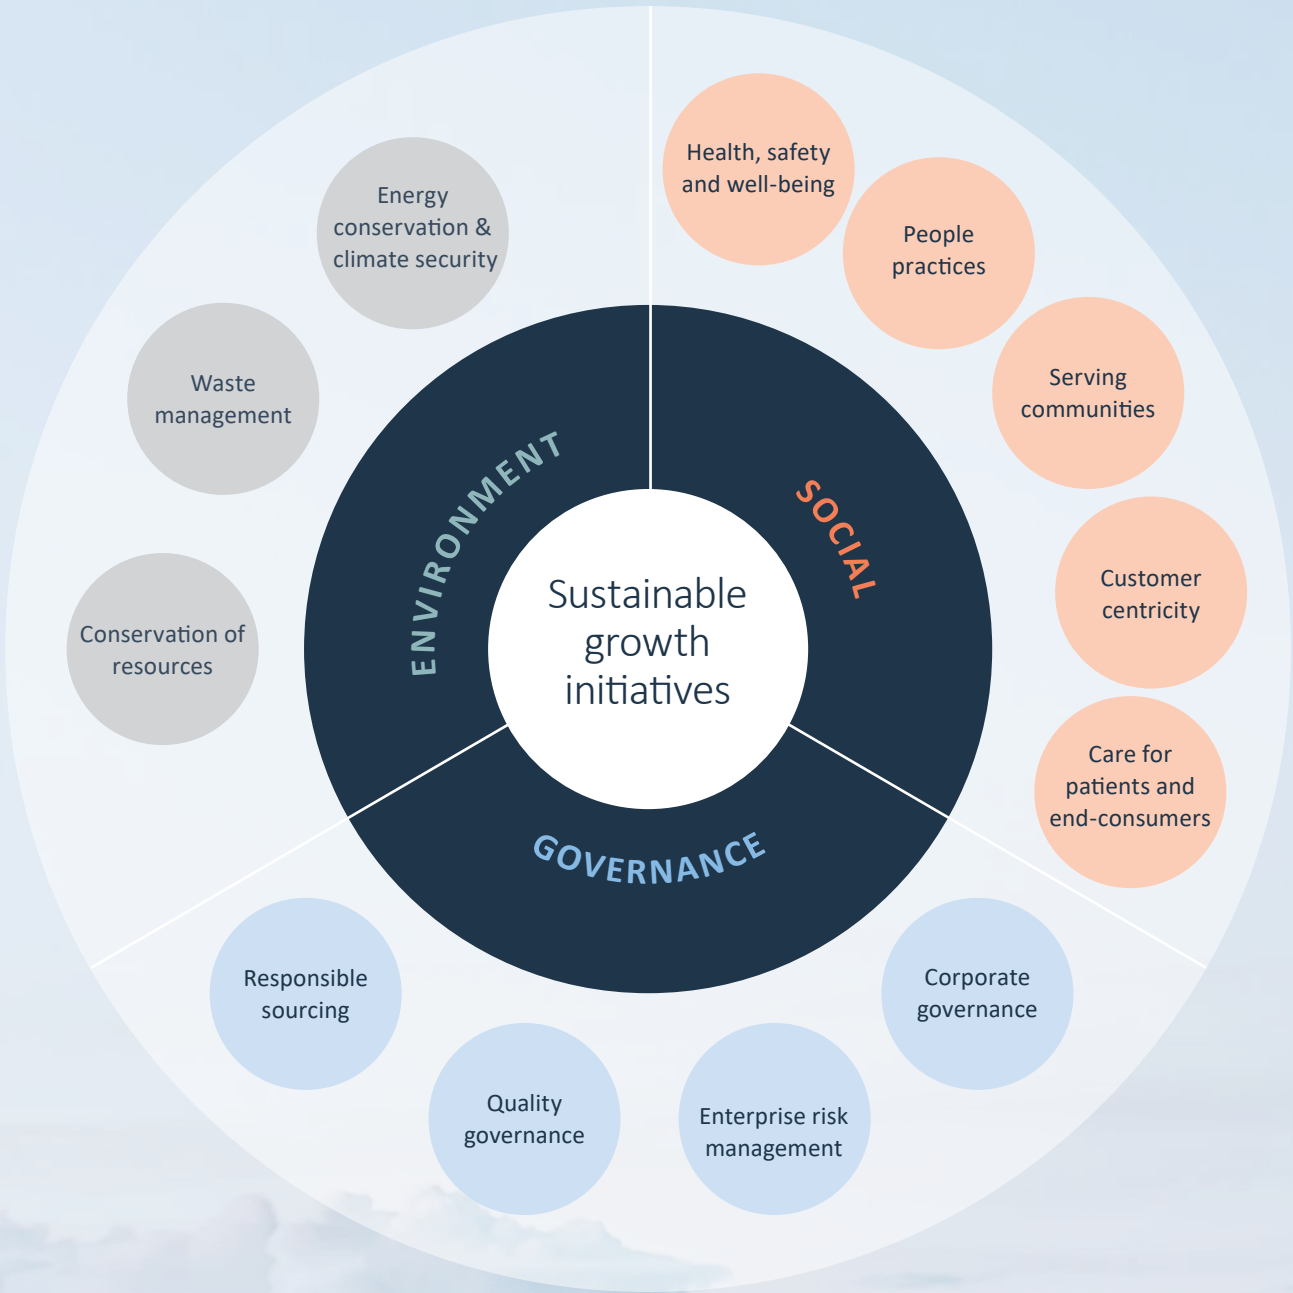 Sustainable
growth
initiatives
ENVIRONMENT
Energy
conservation &
climate security
Waste
management
Conservation of
resources
SOCIAL
Health, safety
and well-being
People
practices
Serving
communities
Customer
centricity
Care for
patients and
end-consumers
GOVERNANCE
Corporate
governance
Enterprise risk
management
Quality
governance
Responsible
sourcing